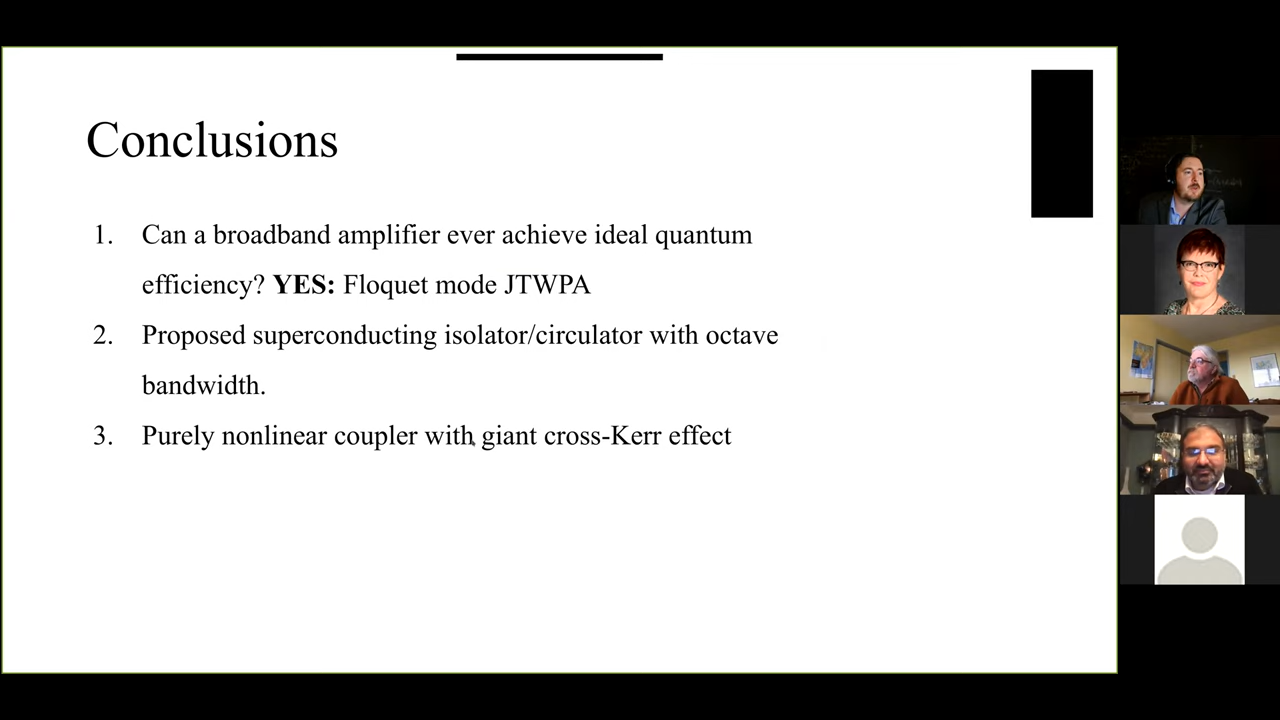 Conclusions
1. Can a broadband amplifier ever achieve ideal quantum
efficiency? YES: Floquet mode JTWPA
2. Proposed superconducting isolator/circulator with octave
bandwidth.
3. Purely nonlinear coupler with giant cross-Kerr effect